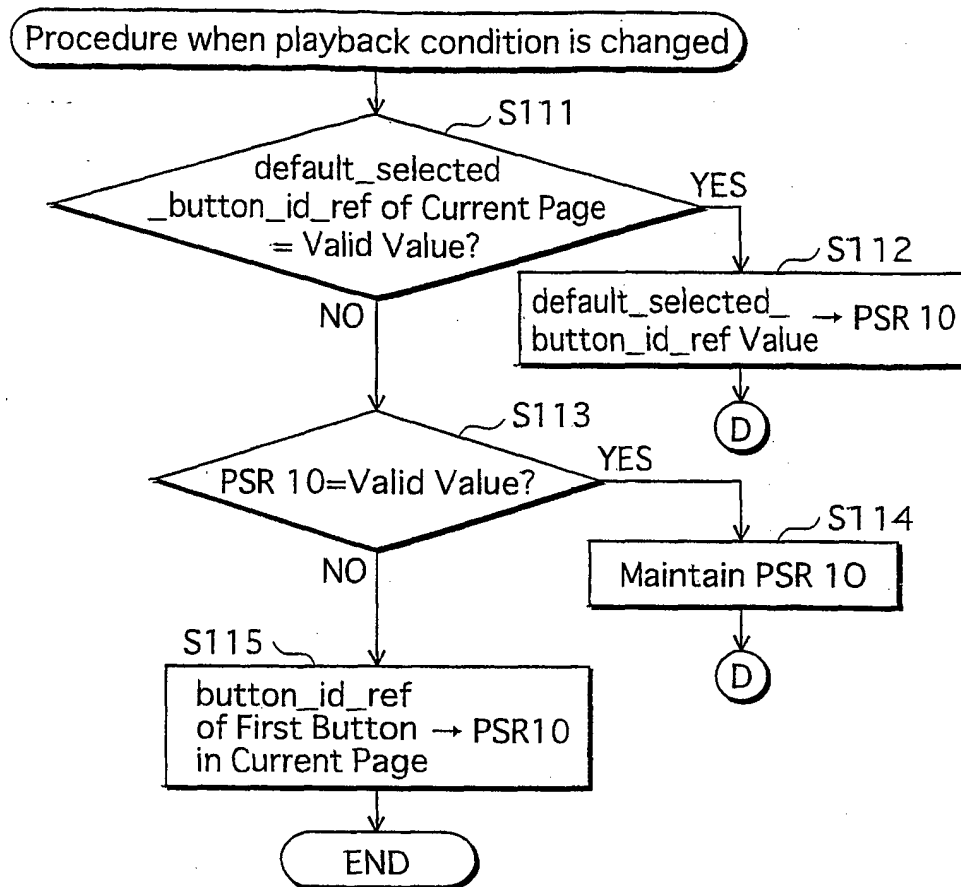 Procedure when playback condition is changed
S111
default_selected
_button_id_ref of Current Page
= Valid Value?
YES
S112
default_selected_
button_id_ref Value → PSR 10
NO
D
S113
PSR 10=Valid Value?
YES
S114
Maintain PSR 10
NO
D
S115
button_id_ref
of First Button → PSR10
in Current Page
END